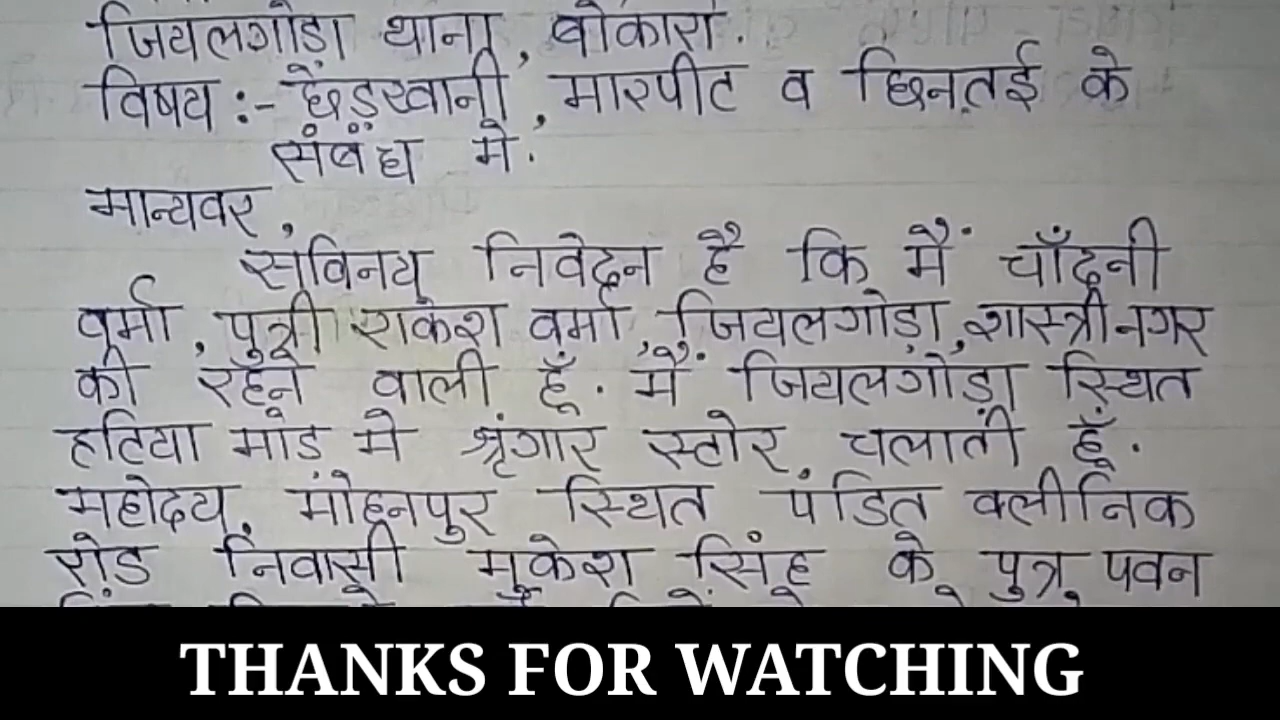 जियलगोड़ा थाना, बोकारो.
विषय :- छेड़खानी, मारपीट व छिनतई के
संबंध में.
मान्यवर,
सविनय निवेदन है कि मैं चाँदनी
वर्मा, पुत्री राकेश वर्मा, जियलगोड़ा, शास्त्रीनगर
की रहने वाली हूँ. मैं जियलगोड़ा स्थित
हटिया मोड़ मे श्रृंगार स्टोर चलाती हूँ.
महोदय, मोहनपुर स्थित पंडित क्लीनिक
रोड निवासी मुकेश सिंह के पुत्र पवन
THANKS FOR WATCHING